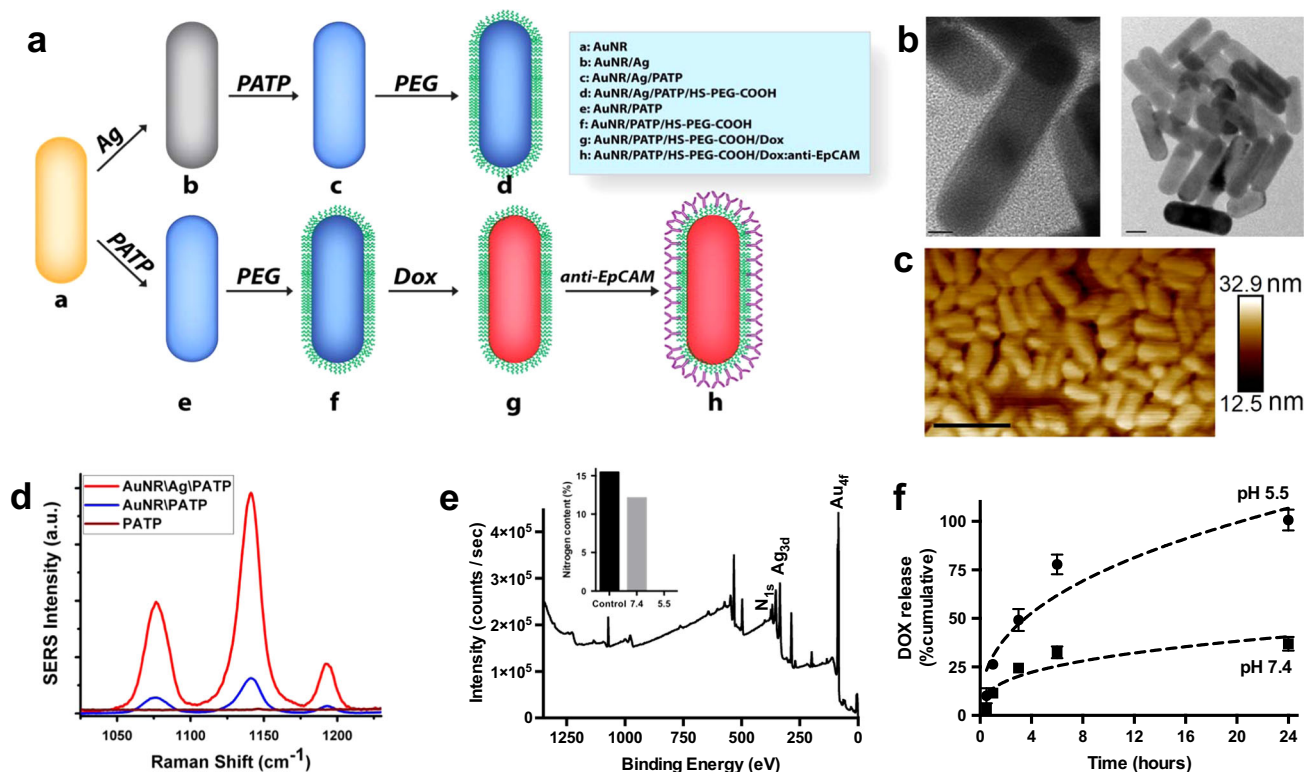 a
Ag
PATP
PEG
b
c
d
a: AuNR
b: AuNR/Ag
c: AuNR/Ag/PATP
d: AuNR/Ag/PATP/HS-PEG-COOH
e: AuNR/PATP
f: AuNR/PATP/HS-PEG-COOH
g: AuNR/PATP/HS-PEG-COOH/Dox
h: AuNR/PATP/HS-PEG-COOH/Dox:anti-EpCAM
a
PATP
PEG
Dox
anti-EpCAM
e
f
g
h
b
c
32.9 nm
12.5 nm
d
AuNR\Ag\PATP
AuNR\PATP
PATP
SERS Intensity (a.u.)
1050
1100
1150
1200
Raman Shift (cm-1)
e
Nitrogen content (%)
15
10
5
0
Control
7.4
5.5
N1s
Ag3d
Au4f
Intensity (counts / sec)
4×10⁵
3×10⁵
2×10⁵
1×10⁵
0
1250
1000
750
500
250
0
Binding Energy (eV)
f
pH 5.5
pH 7.4
DOX release
(%cumulative)
100
75
50
25
0
0
4
8
12
16
20
24
Time (hours)